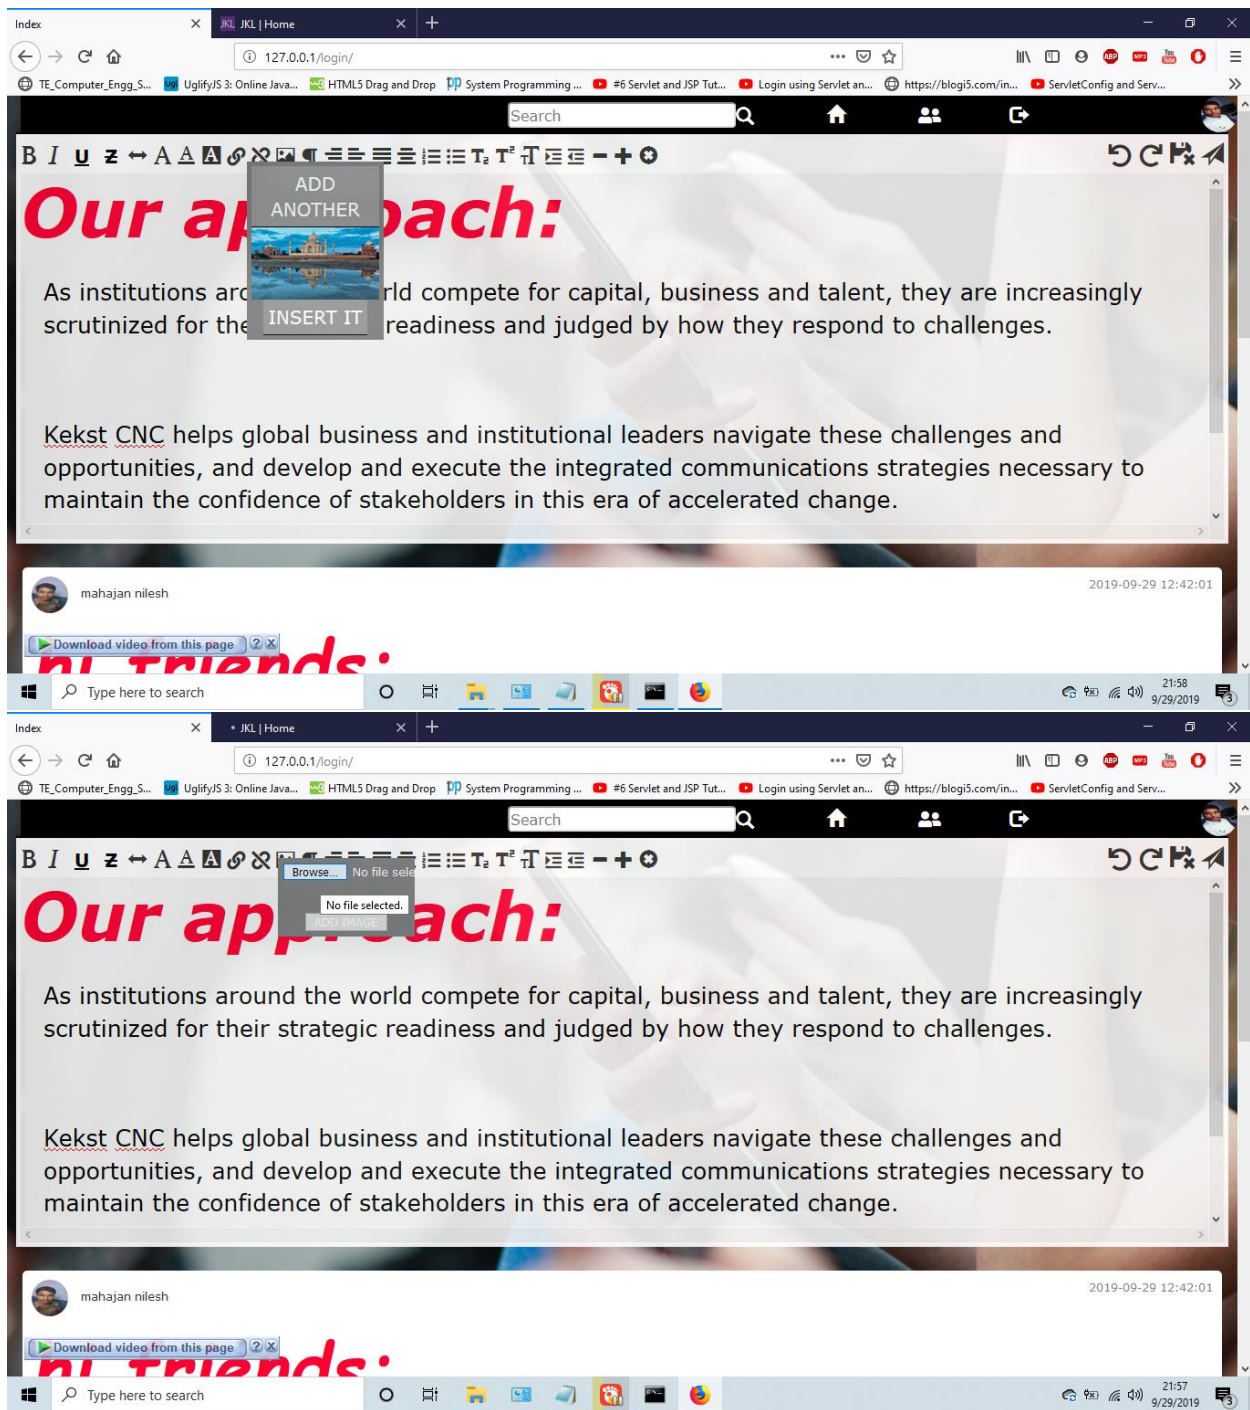 Index JKL JKL | Home
127.0.0.1/login/
TE_Computer_Engg_S... UglifyJS 3: Online Java... HTML5 Drag and Drop System Programming ... #6 Servlet and JSP Tut... Login using Servlet an... https://blogi5.com/in... ServletConfig and Serv...
Search
ADD
ANOTHER
Our ap oach:
As institutions aro rld compete for capital, business and talent, they are increasingly
scrutinized for the readiness and judged by how they respond to challenges.
INSERT IT
Kekst CNC helps global business and institutional leaders navigate these challenges and
opportunities, and develop and execute the integrated communications strategies necessary to
maintain the confidence of stakeholders in this era of accelerated change.
mahajan nilesh 2019-09-29 12:42:01
Download video from this page
hi friends:
Type here to search 21:58
9/29/2019
Index JKL | Home
127.0.0.1/login/
TE_Computer_Engg_S... UglifyJS 3: Online Java... HTML5 Drag and Drop System Programming ... #6 Servlet and JSP Tut... Login using Servlet an... https://blogi5.com/in... ServletConfig and Serv...
Search
Browse... No file sele
No file selected.
ADD IMAGE
Our approach:
As institutions around the world compete for capital, business and talent, they are increasingly
scrutinized for their strategic readiness and judged by how they respond to challenges.
Kekst CNC helps global business and institutional leaders navigate these challenges and
opportunities, and develop and execute the integrated communications strategies necessary to
maintain the confidence of stakeholders in this era of accelerated change.
mahajan nilesh 2019-09-29 12:42:01
Download video from this page
hi friends:
Type here to search 21:57
9/29/2019